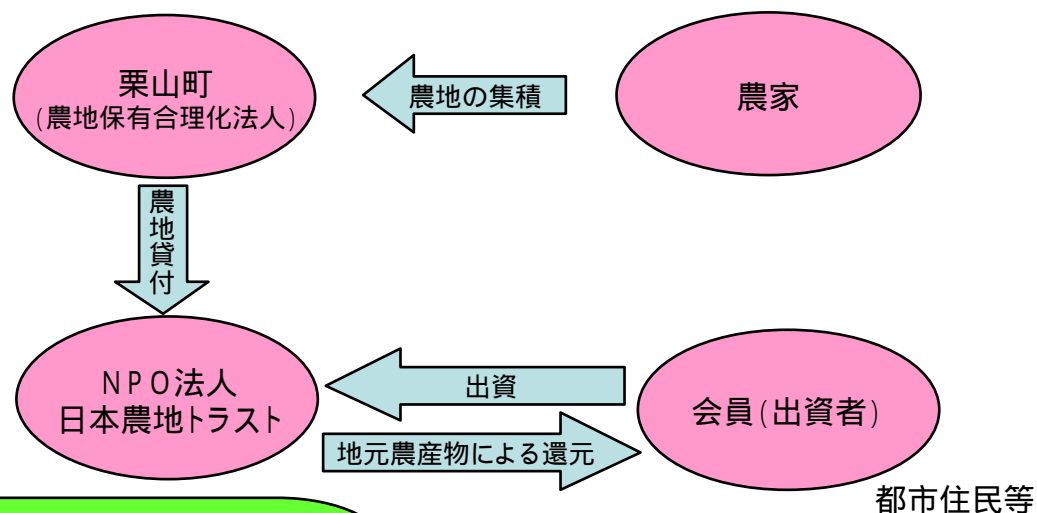 栗山町
(農地保有合理化法人)
農地の集積
農家
農地貸付
NPO法人
日本農地トラスト
出資
地元農産物による還元
会員(出資者)
都市住民等